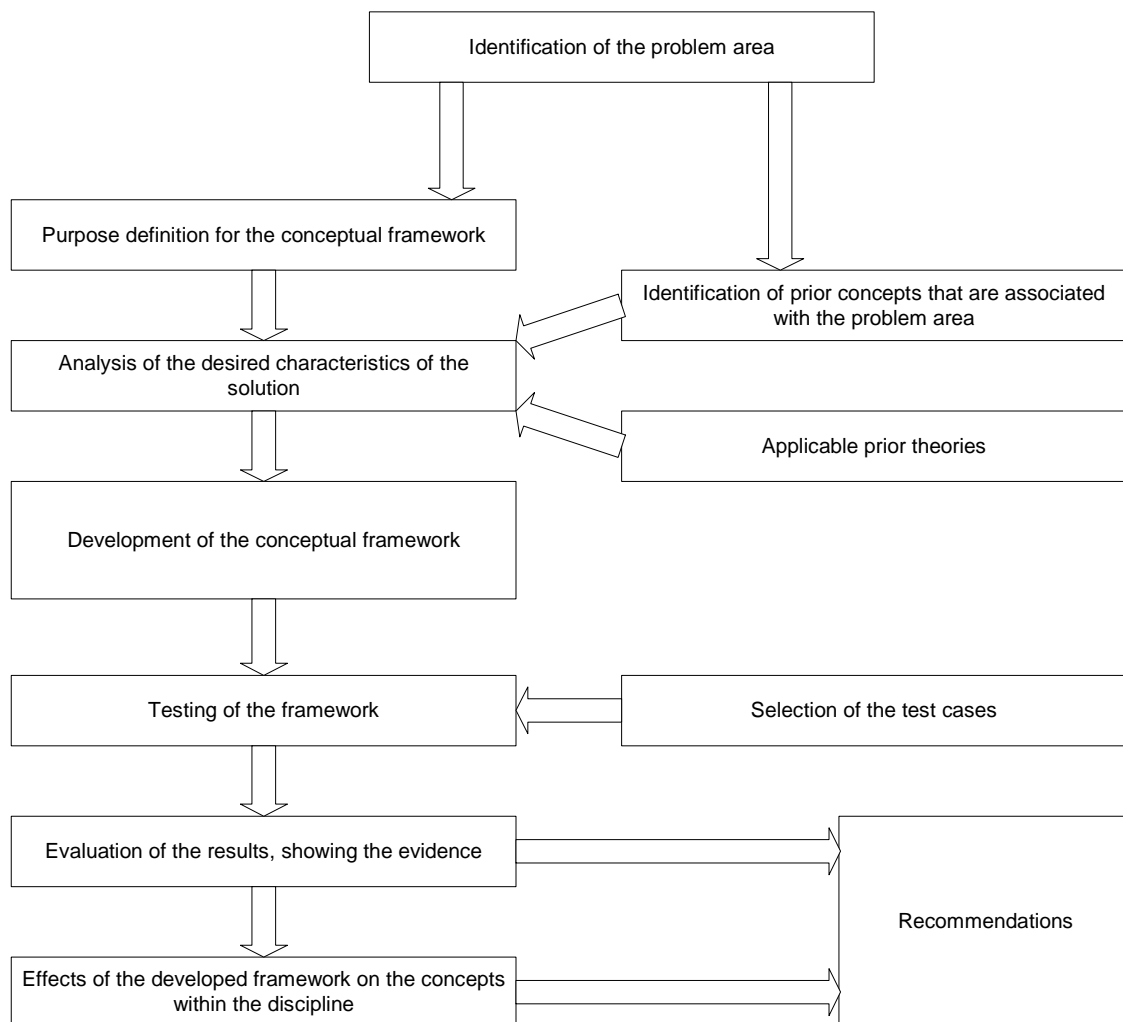 Identification of the problem area
Purpose definition for the conceptual framework
Identification of prior concepts that are associated
with the problem area
Analysis of the desired characteristics of the
solution
Applicable prior theories
Development of the conceptual framework
Testing of the framework
Selection of the test cases
Evaluation of the results, showing the evidence
Recommendations
Effects of the developed framework on the concepts
within the discipline